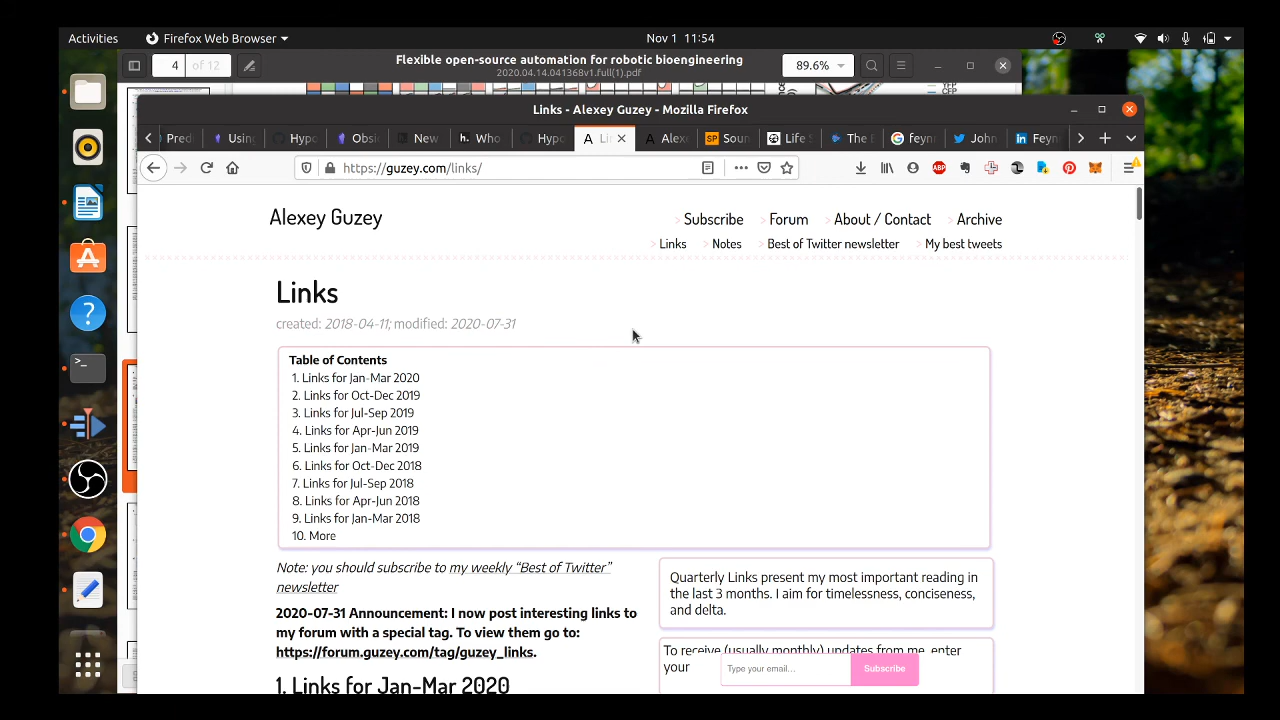 Activities
Firefox Web Browser
Nov 1 11:54
4 of 12
Flexible open-source automation for robotic bioengineering
2020.04.14.041368v1.full(1).pdf
89.6%
Links - Alexey Guzey - Mozilla Firefox
Predi
Using
Hypo
Obsid
New
Who
Hypo
Lin
Alexe
Soun
Life S
The B
feynr
John
Feynr
https://guzey.com/links/
Alexey Guzey
> Subscribe > Forum > About / Contact > Archive
> Links > Notes > Best of Twitter newsletter > My best tweets
Links
created: 2018-04-11; modified: 2020-07-31
Table of Contents
1. Links for Jan-Mar 2020
2. Links for Oct-Dec 2019
3. Links for Jul-Sep 2019
4. Links for Apr-Jun 2019
5. Links for Jan-Mar 2019
6. Links for Oct-Dec 2018
7. Links for Jul-Sep 2018
8. Links for Apr-Jun 2018
9. Links for Jan-Mar 2018
10. More
Note: you should subscribe to my weekly “Best of Twitter”
newsletter
2020-07-31 Announcement: I now post interesting links to
my forum with a special tag. To view them go to:
https://forum.guzey.com/tag/guzey_links.
1. Links for Jan-Mar 2020
Quarterly Links present my most important reading in
the last 3 months. I aim for timelessness, conciseness,
and delta.
To receive (usually monthly) updates from me, enter
your
Type your email...
Subscribe